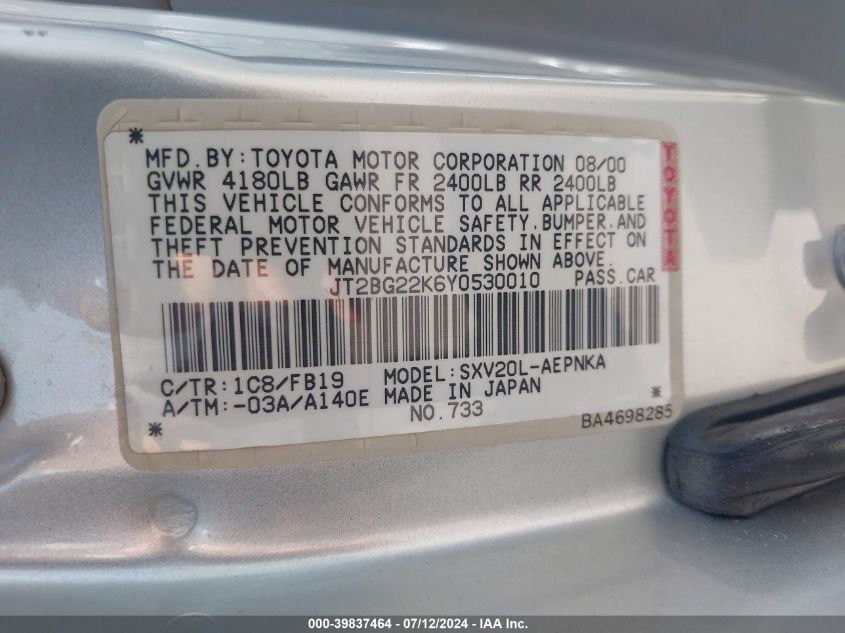 MFD.BY:TOYOTA MOTOR CORPORATION 08/00
GVWR 4180LB GAWR FR 2400LB RR 2400LB
THIS VEHICLE CONFORMS TO ALL APPLICABLE
FEDERAL MOTOR VEHICLE SAFETY.BUMPER.AND
THEFT PREVENTION STANDARDS IN EFFECT ON
THE DATE OF MANUFACTURE SHOWN ABOVE.
JT2BG22K6Y0530010 PASS.CAR
TOYOTA
C/TR:1C8/FB19 MODEL:SXV20L-AEPNKA
A/TM:-03A/A140E MADE IN JAPAN
NO.733
BA4698285
000-39837464 - 07/12/2024 - IAA Inc.